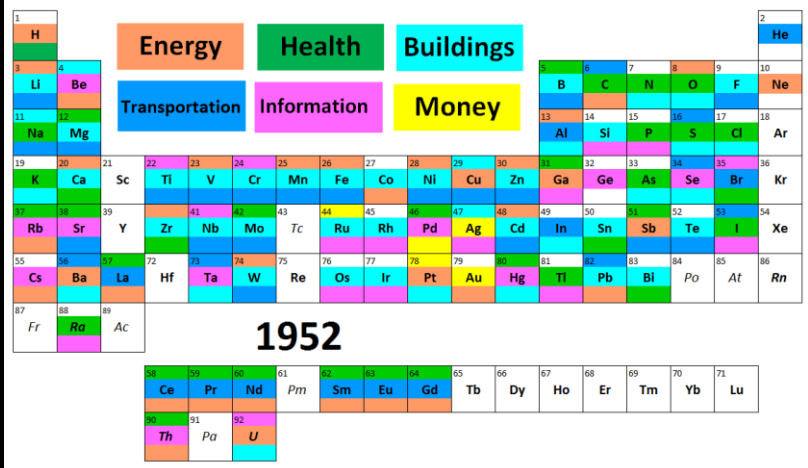 1 2
H Energy Health Buildings He
3 4 5 6 7 8 9 10
Li Be B C N O F Ne
Transportation Information Money
11 12 13 14 15 16 17 18
Na Mg Al Si P S Cl Ar
19 20 21 22 23 24 25 26 27 28 29 30 31 32 33 34 35 36
K Ca Sc Ti V Cr Mn Fe Co Ni Cu Zn Ga Ge As Se Br Kr
37 38 39 41 42 43 44 45 46 47 48 49 50 51 52 53 54
Rb Sr Y Zr Nb Mo Tc Ru Rh Pd Ag Cd In Sn Sb Te I Xe
55 56 57 72 73 74 75 76 77 78 79 80 81 82 83 84 85 86
Cs Ba La Hf Ta W Re Os Ir Pt Au Hg Tl Pb Bi Po At Rn
87 88 89
Fr Ra Ac
1952
58 59 60 61 62 63 64 65 66 67 68 69 70 71
Ce Pr Nd Pm Sm Eu Gd Tb Dy Ho Er Tm Yb Lu
90 91 92
Th Pa U